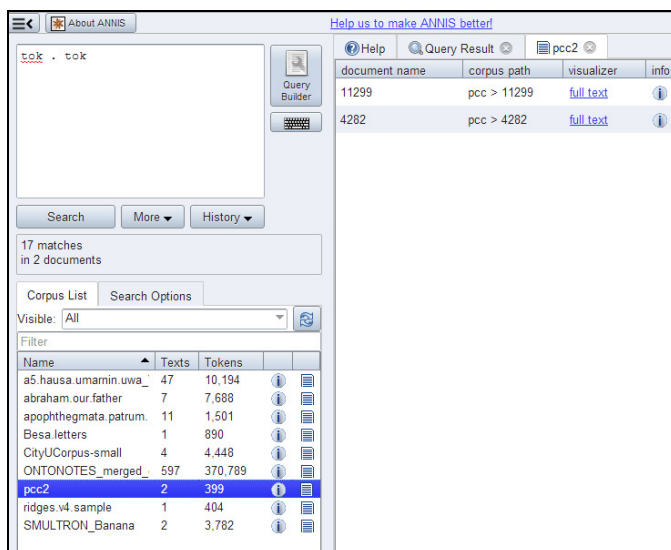 About ANNIS
Help us to make ANNIS better!
tok . tok
Query Builder
Search More History
17 matches
in 2 documents
Corpus List Search Options
Visible: All
Filter
Name Texts Tokens
a5.hausa.umarnin.uwa_ 47 10,194
abraham.our.father 7 7,688
apophthegmata.patrum. 11 1,501
Besa.letters 1 890
CityUCorpus-small 4 4,448
ONTONOTES_merged_ 597 370,789
pcc2 2 399
ridges.v4.sample 1 404
SMULTRON_Banana 2 3,782
Help Query Result pcc2
document name corpus path visualizer info
11299 pcc > 11299 full text
4282 pcc > 4282 full text